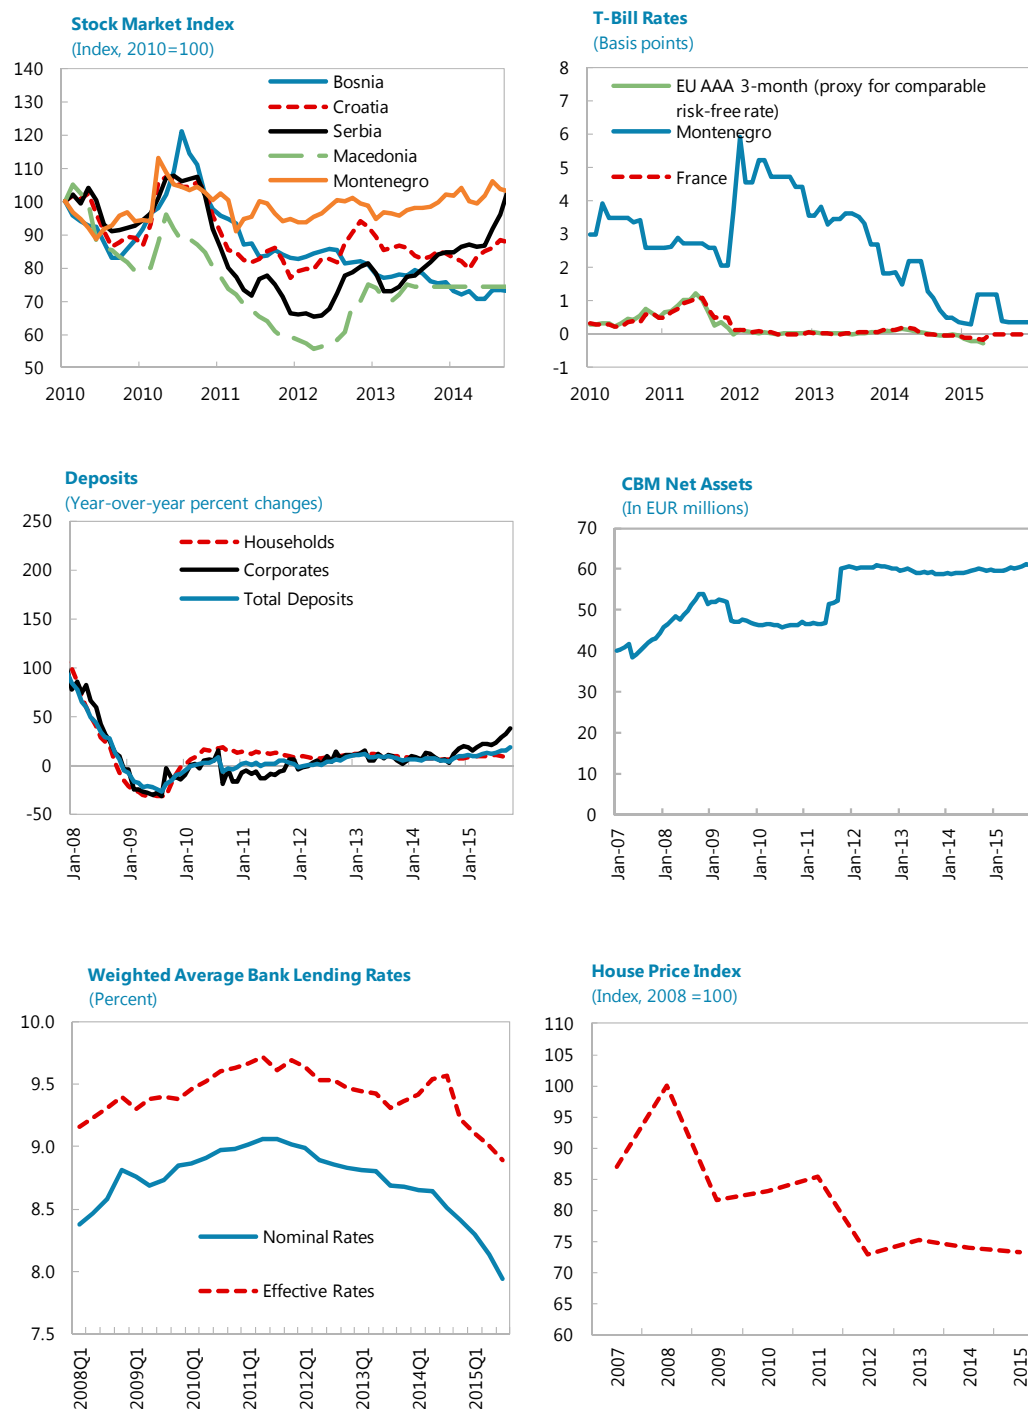 Stock Market Index
(Index, 2010=100)
140
130
120
110
100
90
80
70
60
50
Bosnia
Croatia
Serbia
Macedonia
Montenegro
2010 2010 2011 2012 2013 2014
T-Bill Rates
(Basis points)
8
7
6
5
4
3
2
1
0
-1
EU AAA 3-month (proxy for comparable
risk-free rate)
Montenegro
France
2010 2011 2012 2013 2014 2015
Deposits
(Year-over-year percent changes)
250
200
150
100
50
0
-50
Households
Corporates
Total Deposits
Jan-08 Jan-09 Jan-10 Jan-11 Jan-12 Jan-13 Jan-14 Jan-15
CBM Net Assets
(In EUR millions)
70
60
50
40
30
20
10
0
Jan-07 Jan-08 Jan-09 Jan-10 Jan-11 Jan-12 Jan-13 Jan-14 Jan-15
Weighted Average Bank Lending Rates
(Percent)
10.0
9.5
9.0
8.5
8.0
7.5
Nominal Rates
Effective Rates
2008Q1 2009Q1 2010Q1 2011Q1 2012Q1 2013Q1 2014Q1 2015Q1
House Price Index
(Index, 2008 =100)
110
105
100
95
90
85
80
75
70
65
60
2007 2008 2009 2010 2011 2012 2013 2014 2015